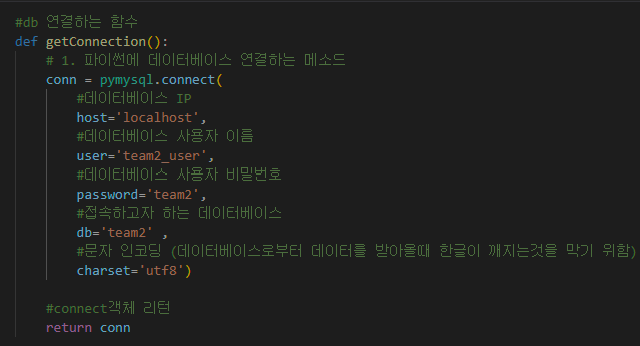 #db 연결하는 함수
def getConnection():
# 1. 파이썬에 데이터베이스 연결하는 메소드
conn = pymysql.connect(
#데이터베이스 IP
host='localhost',
#데이터베이스 사용자 이름
user='team2_user',
#데이터베이스 사용자 비밀번호
password='team2',
#접속하고자 하는 데이터베이스
db='team2' ,
#문자 인코딩 (데이터베이스로부터 데이터를 받아올때 한글이 깨지는것을 막기 위함)
charset='utf8')
#connect객체 리턴
return conn